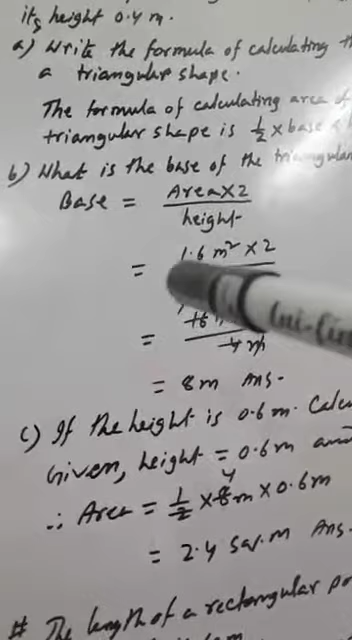 its height 0.4 m.
a) Write the formula of calculating
a triangular shape.
The formula of calculating area of
triangular shape is 1/2 × base ×
b) What is the base of the triangular
Base = Area×2 / height
= 1.6 m² × 2
=
= 8m Ans.
c) If the height is 0.6 m.
Given, height = 0.6 m and
4
∴ Area = 1/2 × 8m × 0.6m
= 2.4 sq.m Ans.
# The length of a rectangular